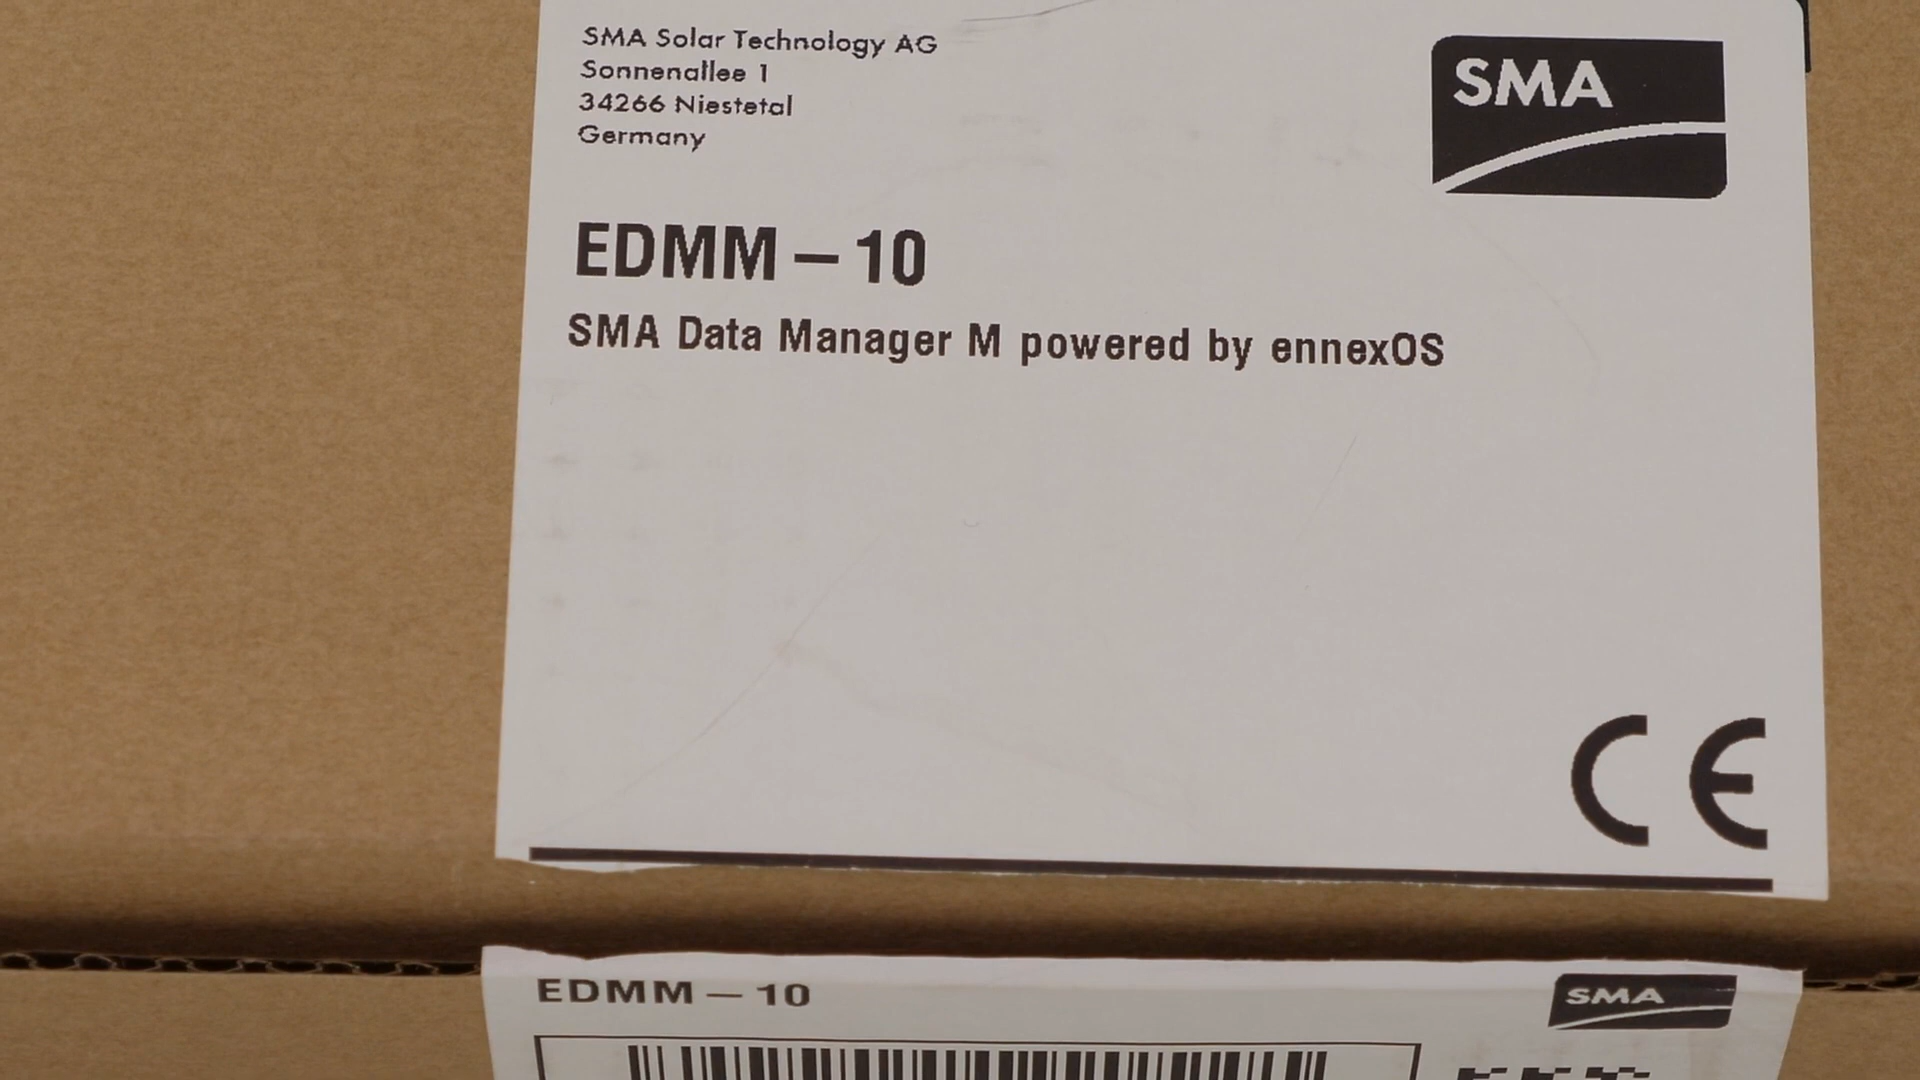 SMA Solar Technology AG
Sonnenallee 1
34266 Niestetal
Germany
SMA
EDMM – 10
SMA Data Manager M powered by ennexOS
CE
EDMM – 10
SMA